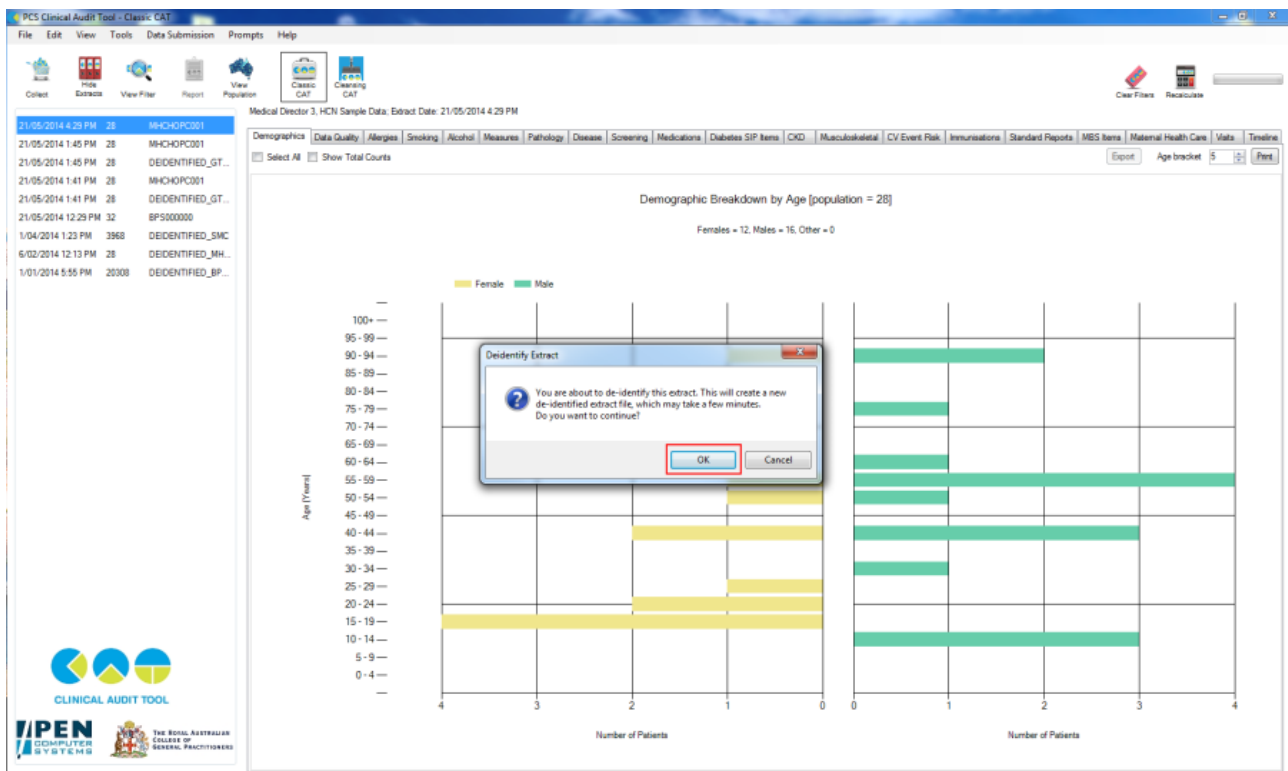 PCS Clinical Audit Tool - Classic CAT
File Edit View Tools Data Submission Prompts Help
Collect
Hide Extracts
View Filter
Report
View Population
Classic CAT
Cleansing CAT
Clear Filters
Recalculate
Medical Director 3, HCN Sample Data; Extract Date: 21/05/2014 4:29 PM
21/05/2014 4:29 PM 28 MHCHOPC001
21/05/2014 1:45 PM 28 MHCHOPC001
21/05/2014 1:45 PM 28 DEIDENTIFIED_GT...
21/05/2014 1:41 PM 28 MHCHOPC001
21/05/2014 1:41 PM 28 DEIDENTIFIED_GT...
21/05/2014 12:29 PM 32 BPS000000
1/04/2014 1:23 PM 3968 DEIDENTIFIED_SMC
6/02/2014 12:13 PM 28 DEIDENTIFIED_MH...
1/01/2014 5:55 PM 20308 DEIDENTIFIED_BP...
Demographics Data Quality Allergies Smoking Alcohol Measures Pathology Disease Screening Medications Diabetes SIP Items CKD Musculoskeletal CV Event Risk Immunisations Standard Reports MBS Items Maternal Health Care Visits Timeline
Select All Show Total Counts Export Age bracket 5 Print
Demographic Breakdown by Age [population = 28]
Females = 12, Males = 16, Other = 0
Female Male
100+
95 - 99
90 - 94
85 - 89
80 - 84
75 - 79
70 - 74
65 - 69
60 - 64
55 - 59
50 - 54
45 - 49
40 - 44
35 - 39
30 - 34
25 - 29
20 - 24
15 - 19
10 - 14
5 - 9
0 - 4
Age [Years]
4 3 2 1 0 0 1 2 3 4
Number of Patients Number of Patients
Deidentify Extract
You are about to de-identify this extract. This will create a new
de-identified extract file, which may take a few minutes.
Do you want to continue?
OK Cancel
CLINICAL AUDIT TOOL
PEN
COMPUTER
SYSTEMS
THE ROYAL AUSTRALIAN
COLLEGE OF
GENERAL PRACTITIONERS